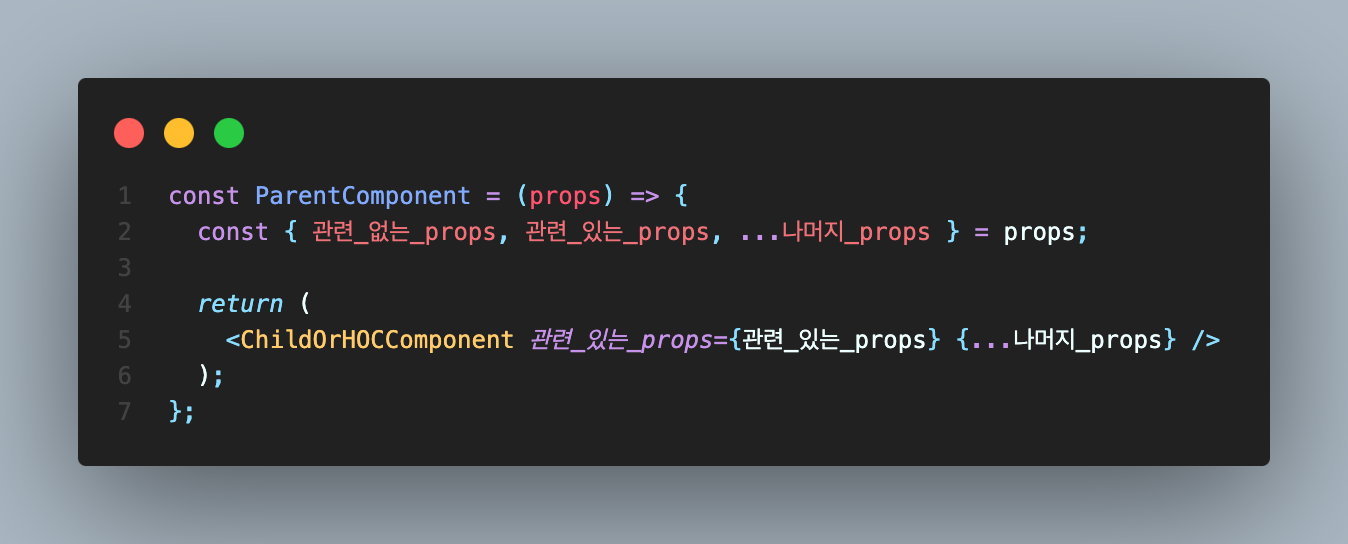 1 const ParentComponent = (props) => {
2 const { 관련_없는_props, 관련_있는_props, ...나머지_props } = props;
3
4 return (
5 <ChildOrHOCComponent 관련_있는_props={관련_있는_props} {...나머지_props} />
6 );
7 };